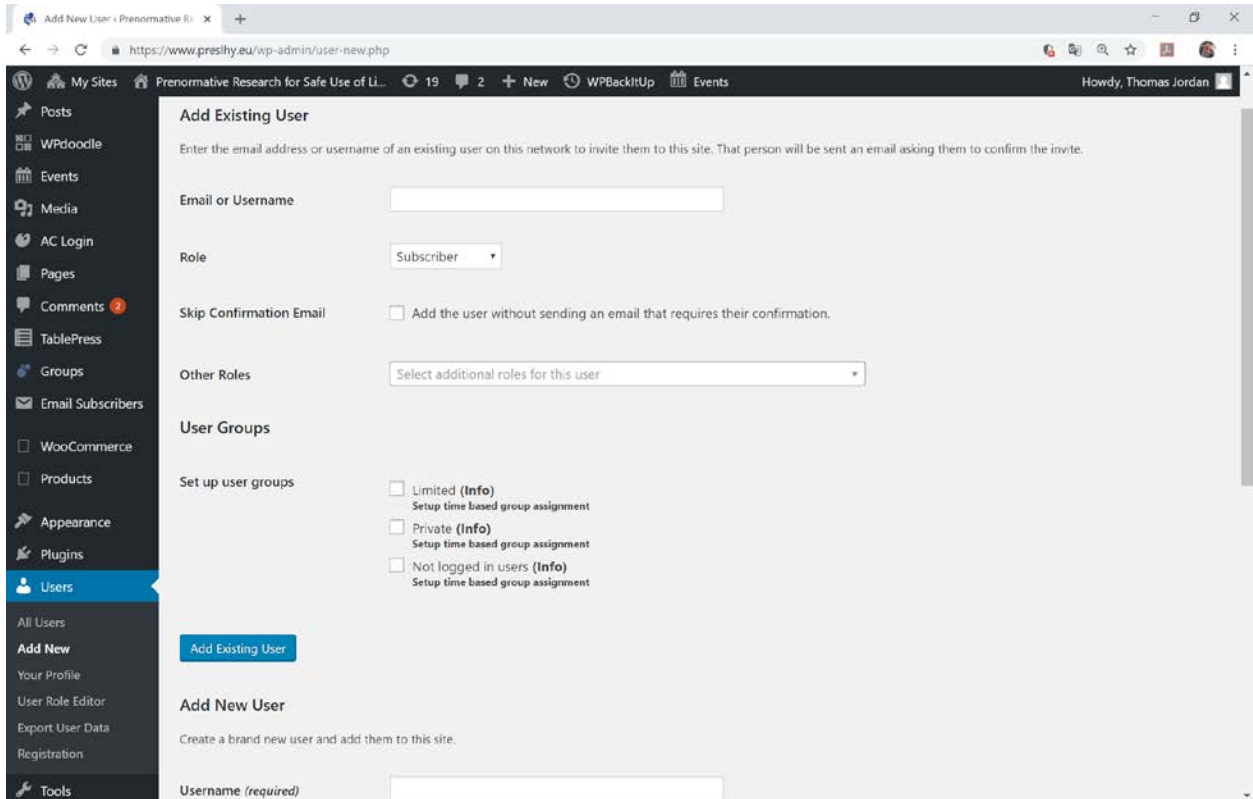 Add New User ‹ Prenormative Re
https://www.preslhy.eu/wp-admin/user-new.php
My Sites Prenormative Research for Safe Use of Li... 19 2 New WPBackItUp Events Howdy, Thomas Jordan
Posts
WPdoodle
Events
Media
AC Login
Pages
Comments 2
TablePress
Groups
Email Subscribers
WooCommerce
Products
Appearance
Plugins
Users
All Users
Add New
Your Profile
User Role Editor
Export User Data
Registration
Tools
Add Existing User
Enter the email address or username of an existing user on this network to invite them to this site. That person will be sent an email asking them to confirm the invite.
Email or Username
Role Subscriber
Skip Confirmation Email Add the user without sending an email that requires their confirmation.
Other Roles Select additional roles for this user
User Groups
Set up user groups Limited (Info)
Setup time based group assignment
Private (Info)
Setup time based group assignment
Not logged in users (Info)
Setup time based group assignment
Add Existing User
Add New User
Create a brand new user and add them to this site.
Username (required)